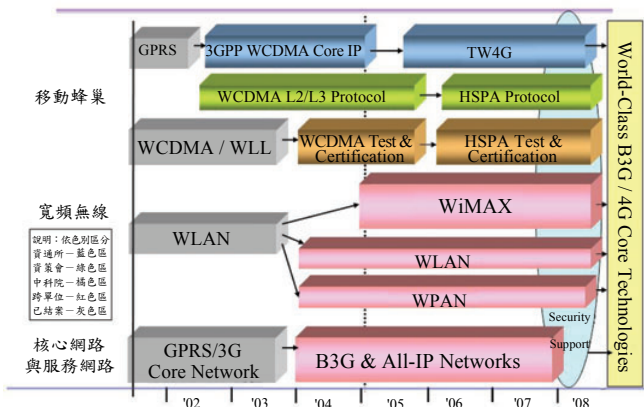 GPRS
3GPP WCDMA Core IP
TW4G
移動蜂巢
WCDMA L2/L3 Protocol
HSPA Protocol
WCDMA / WLL
WCDMA Test &
Certification
HSPA Test &
Certification
寬頻無線
WiMAX
WLAN
WLAN
WPAN
說明：依色別區分
資通所－藍色區
資策會－綠色區
中科院－橘色區
跨單位－紅色區
已結案－灰色區
Security
Support
核心網路
與服務網路
GPRS/3G
Core Network
B3G & All-IP Networks
World-Class B3G / 4G Core Technologies
'02
'03
'04
'05
'06
'07
'08